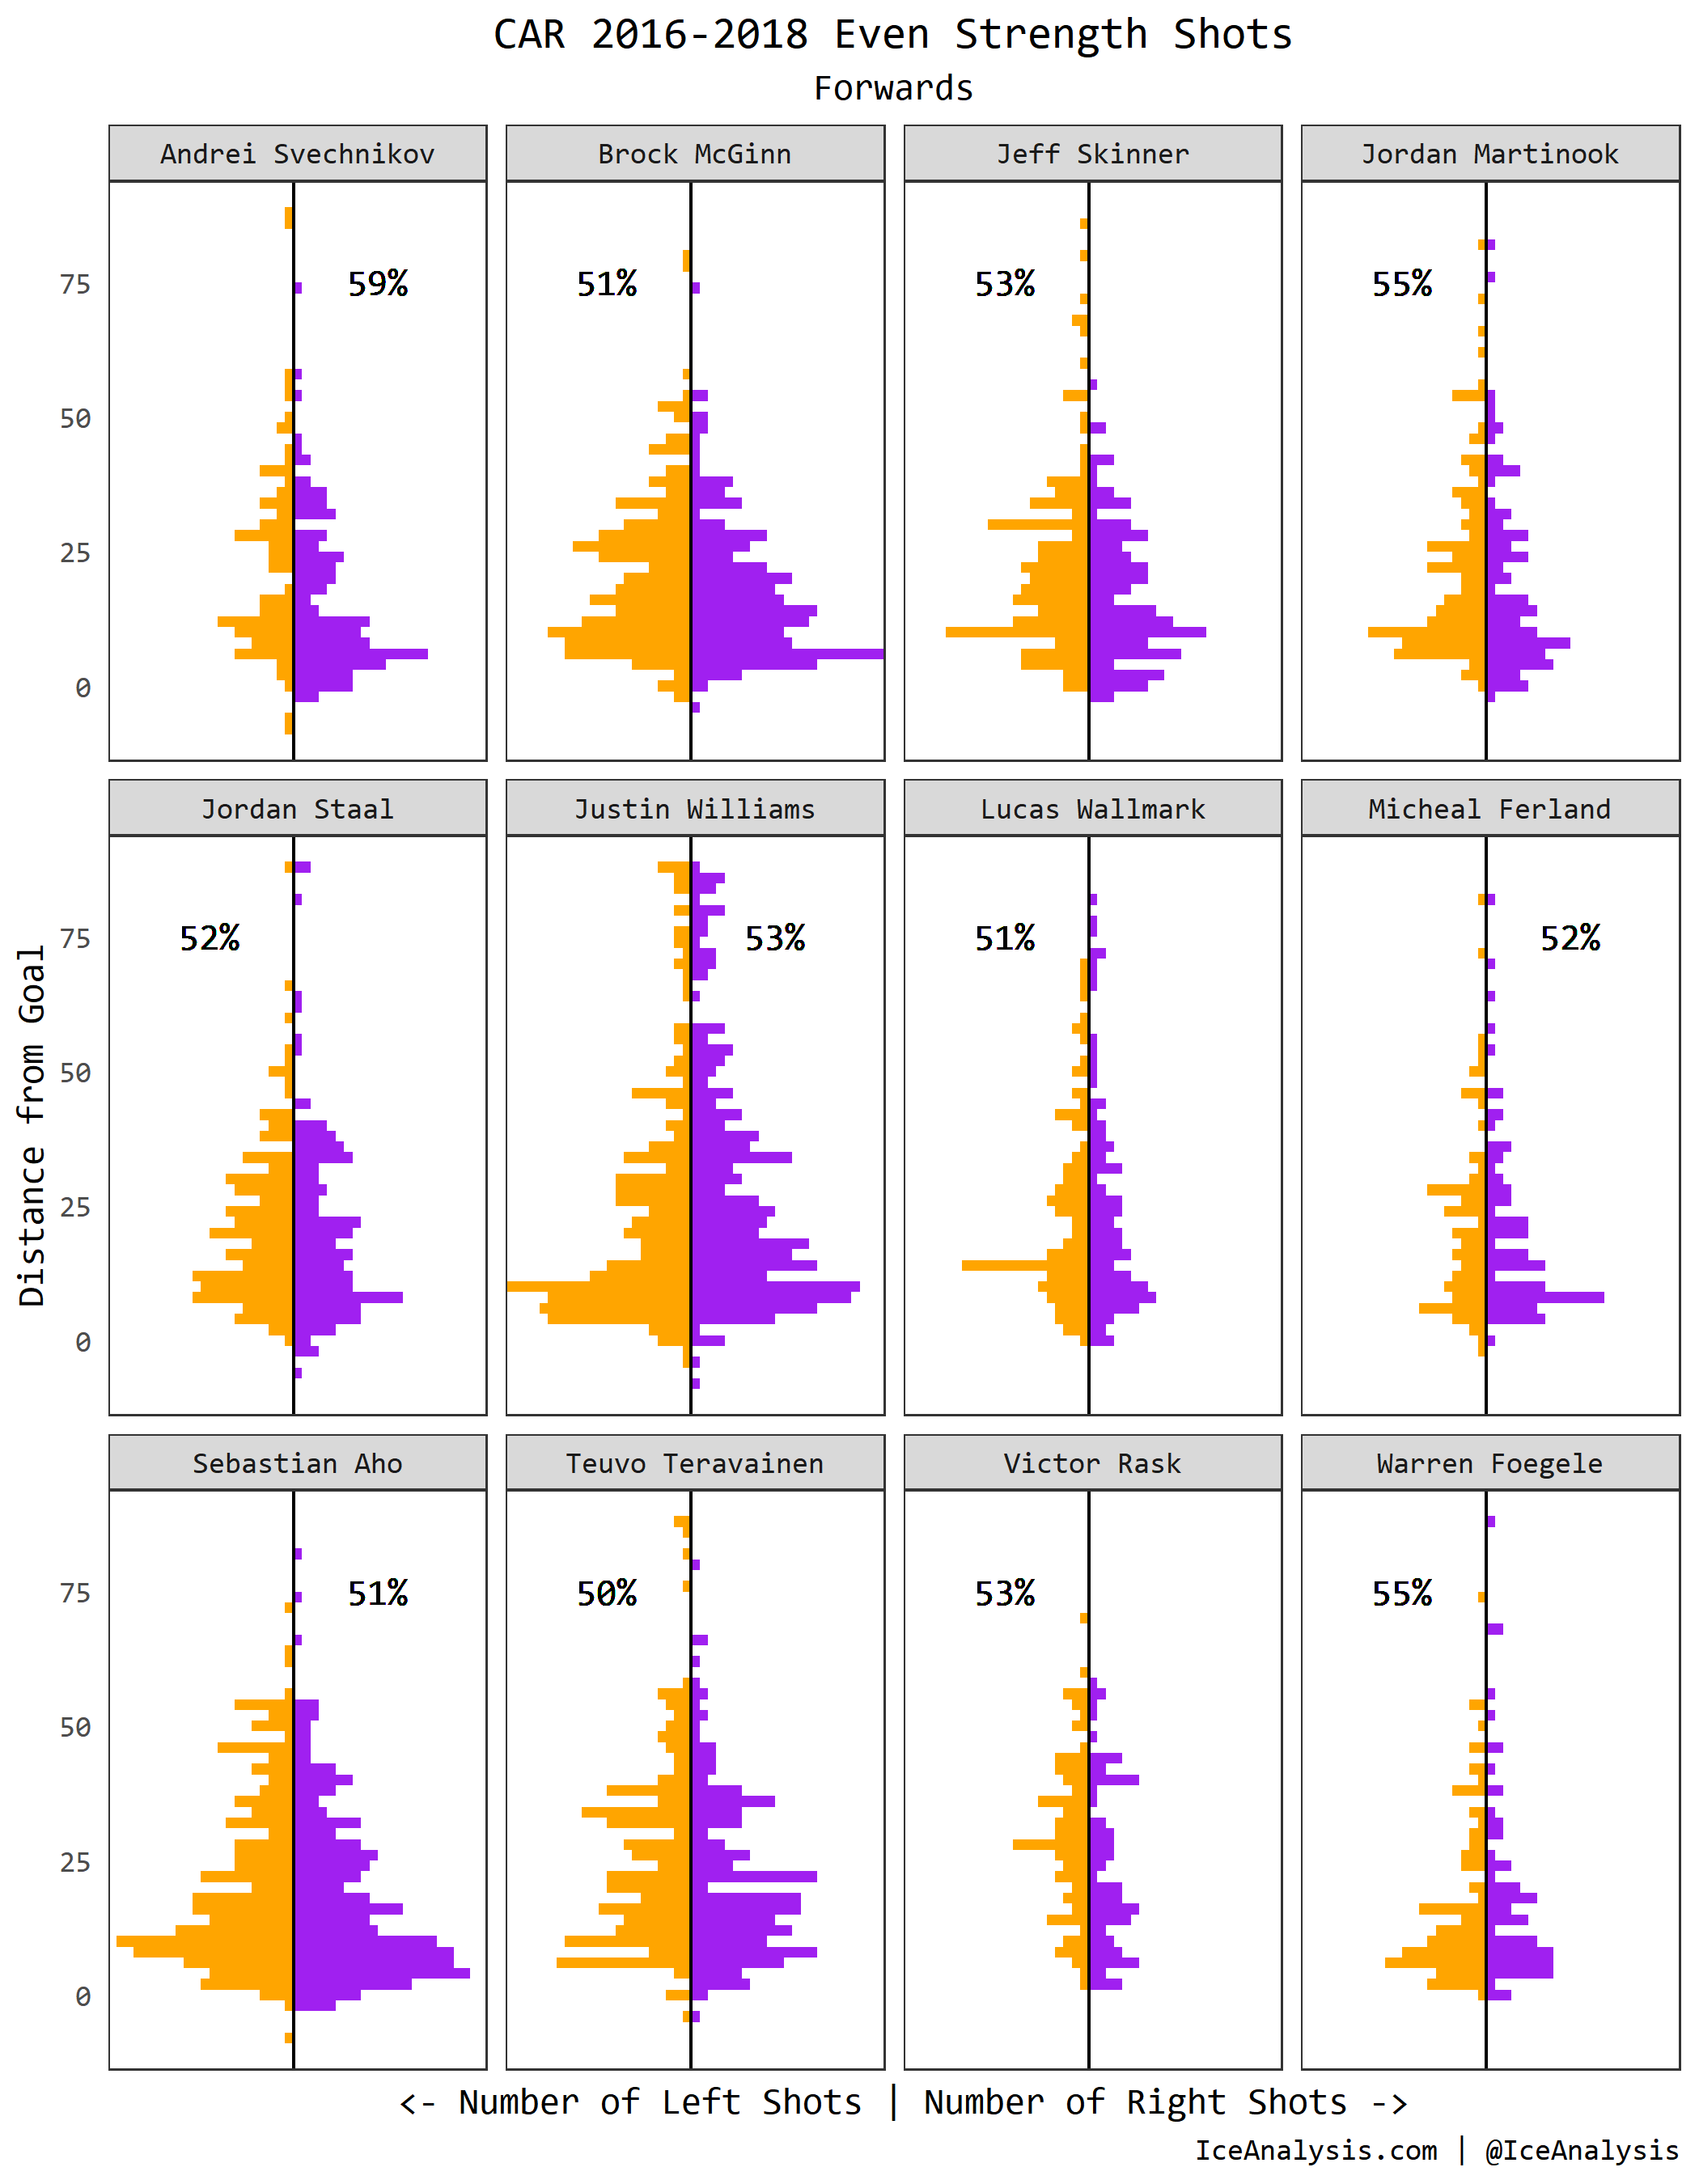 CAR 2016-2018 Even Strength Shots
Forwards
Andrei Svechnikov
Brock McGinn
Jeff Skinner
Jordan Martinook
75
50
25
0
59%
51%
53%
55%
Jordan Staal
Justin Williams
Lucas Wallmark
Micheal Ferland
75
50
25
0
52%
53%
51%
52%
Distance from Goal
Sebastian Aho
Teuvo Teravainen
Victor Rask
Warren Foegele
75
50
25
0
51%
50%
53%
55%
<- Number of Left Shots | Number of Right Shots ->
IceAnalysis.com | @IceAnalysis